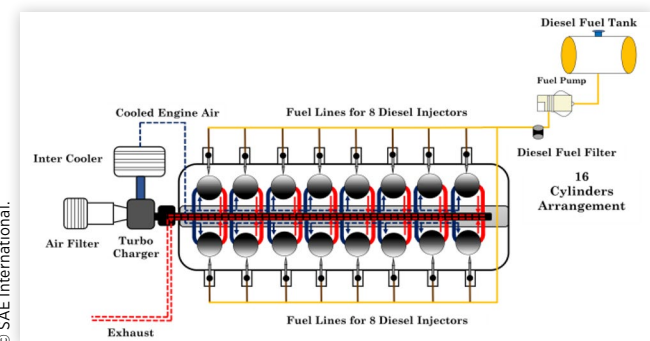 Diesel Fuel Tank
Fuel Pump
Cooled Engine Air
Fuel Lines for 8 Diesel Injectors
Inter Cooler
Diesel Fuel Filter
16
Cylinders
Arrangement
Air Filter
Turbo
Charger
Fuel Lines for 8 Diesel Injectors
Exhaust
© SAE International.